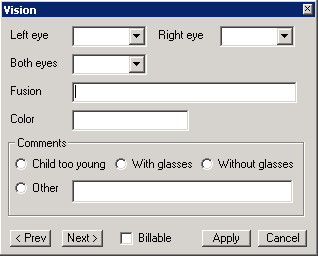 Vision
Left eye Right eye
Both eyes
Fusion
Color
Comments
Child too young With glasses Without glasses
Other
< Prev Next > Billable Apply Cancel